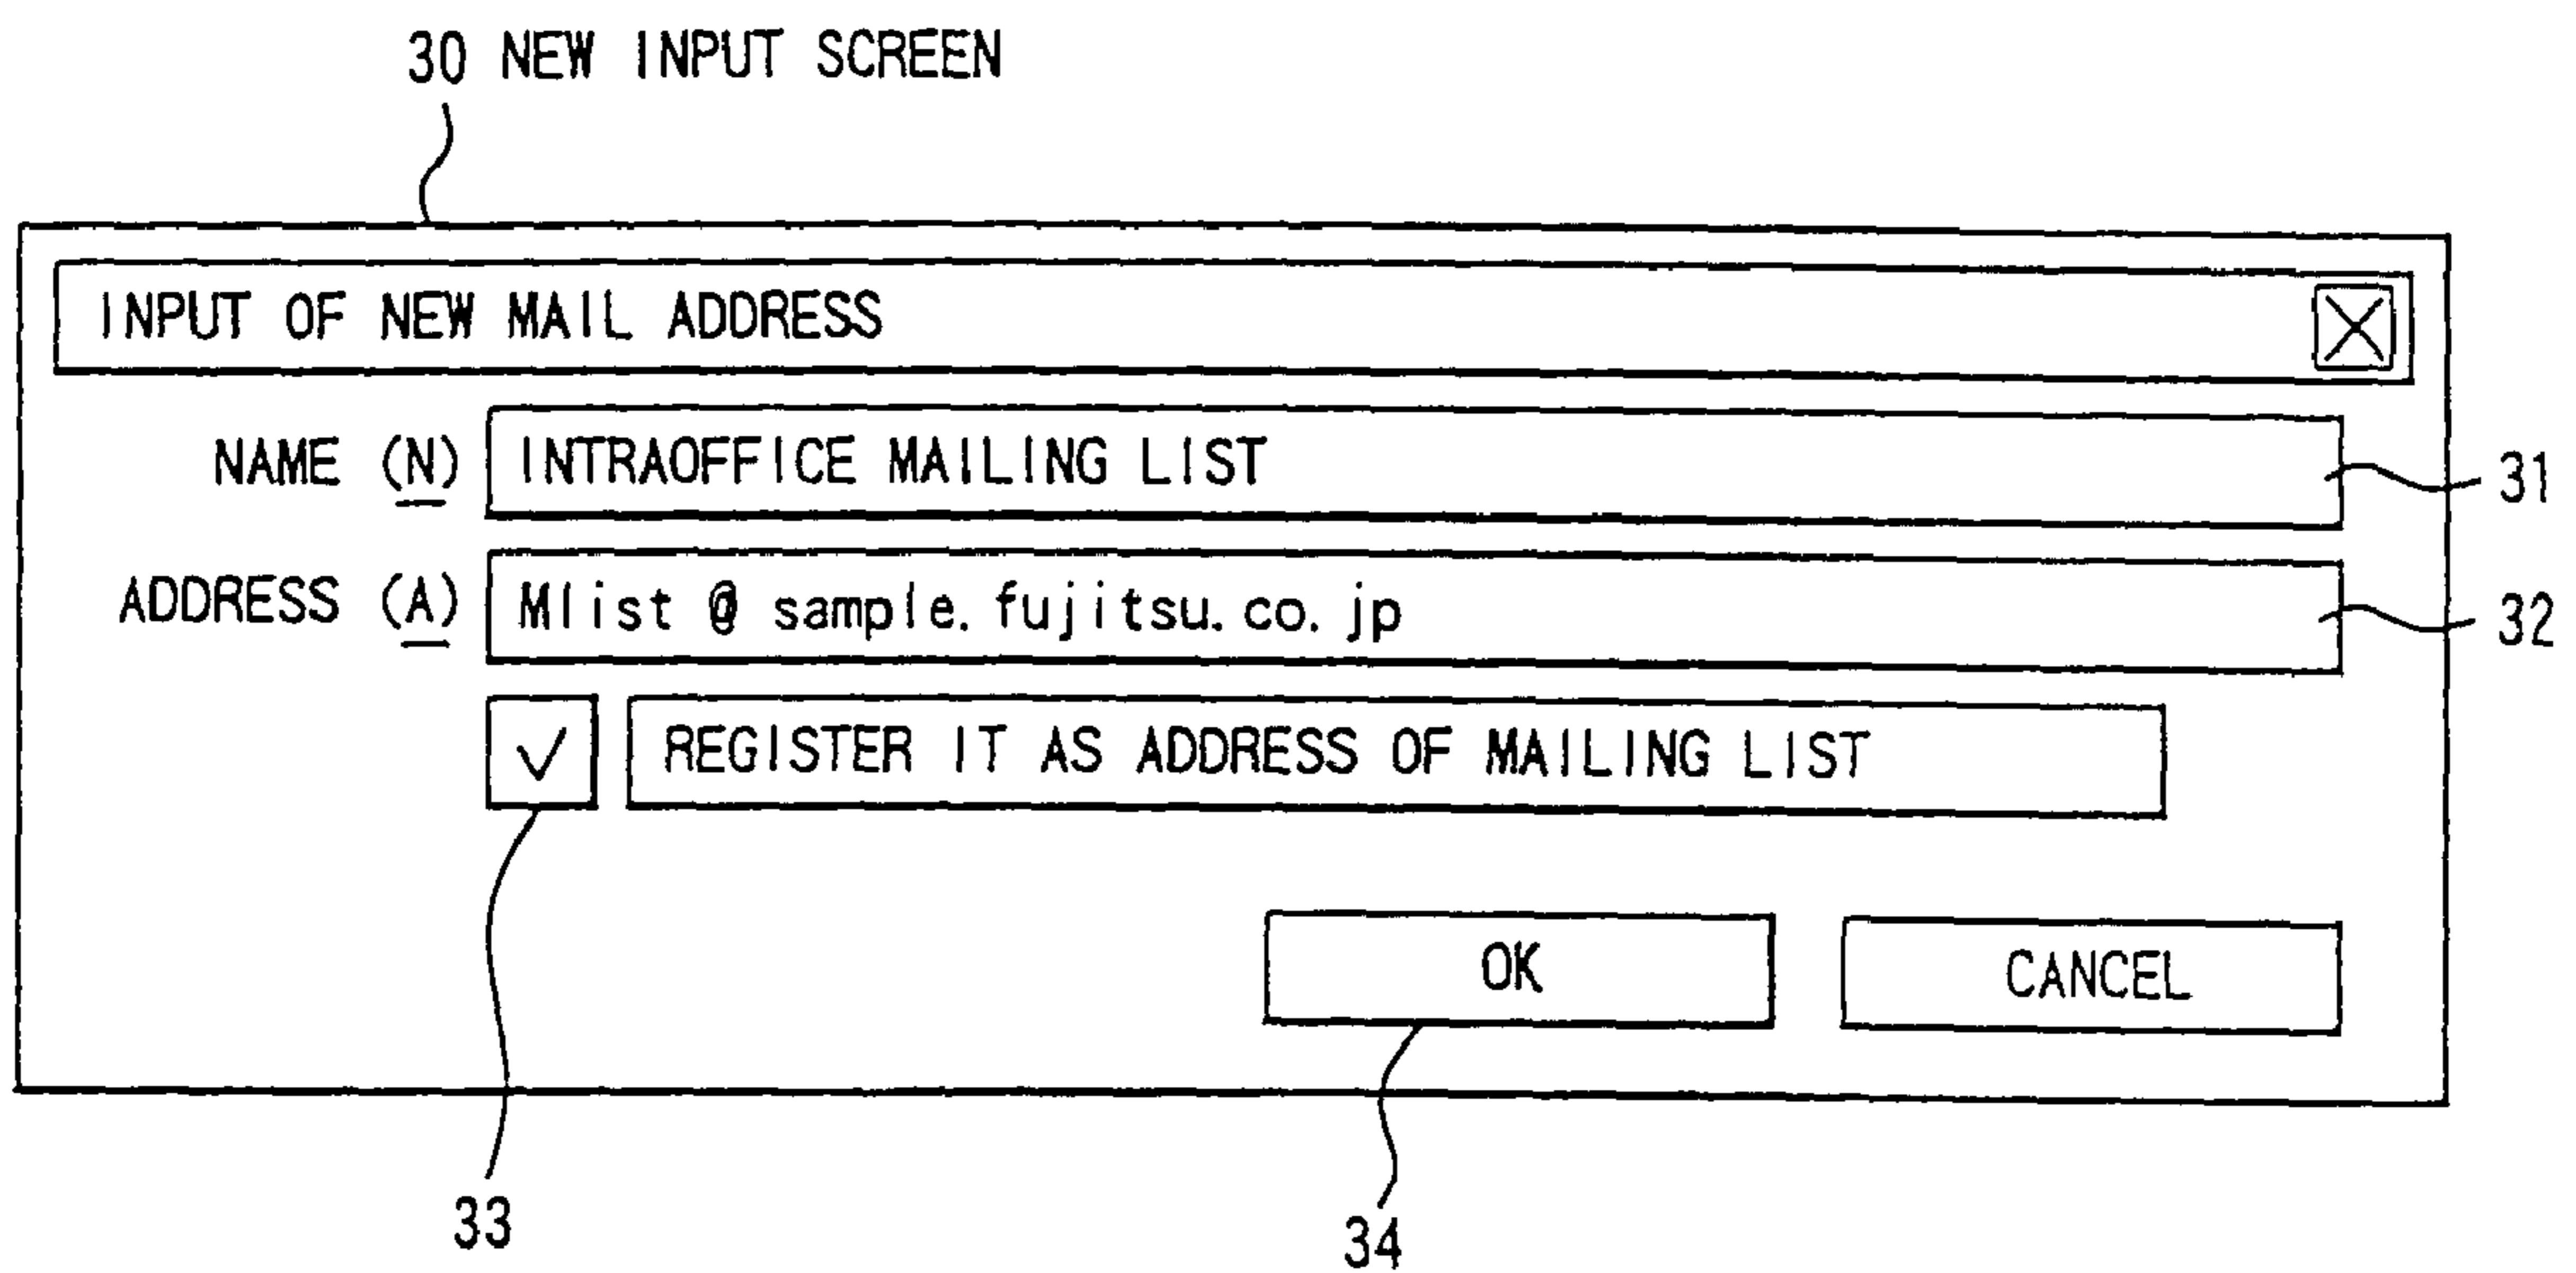 30 NEW INPUT SCREEN
INPUT OF NEW MAIL ADDRESS
NAME (N) INTRAOFFICE MAILING LIST 31
ADDRESS (A) Mlist @ sample.fujitsu.co.jp 32
REGISTER IT AS ADDRESS OF MAILING LIST
OK CANCEL
33
34